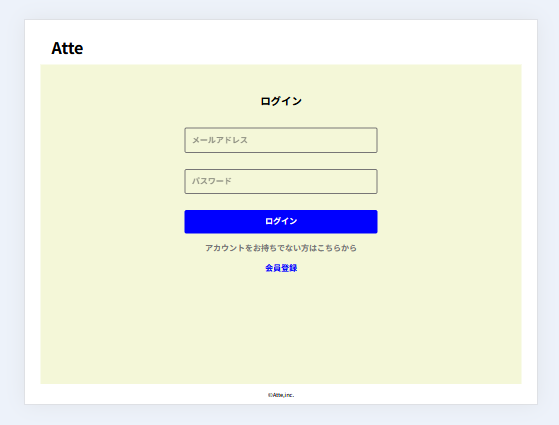 Atte
ログイン
メールアドレス
パスワード
ログイン
アカウントをお持ちでない方はこちらから
会員登録
©Atte,inc.